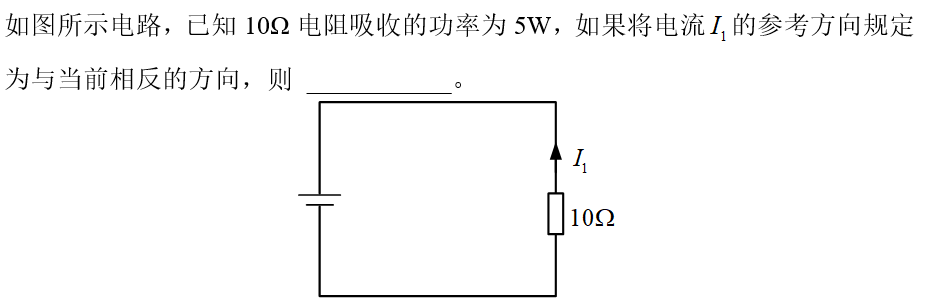 如图所示电路，已知 10Ω 电阻吸收的功率为 5W，如果将电流 I₁ 的参考方向规定
为与当前相反的方向，则 ___________。
I₁
10Ω